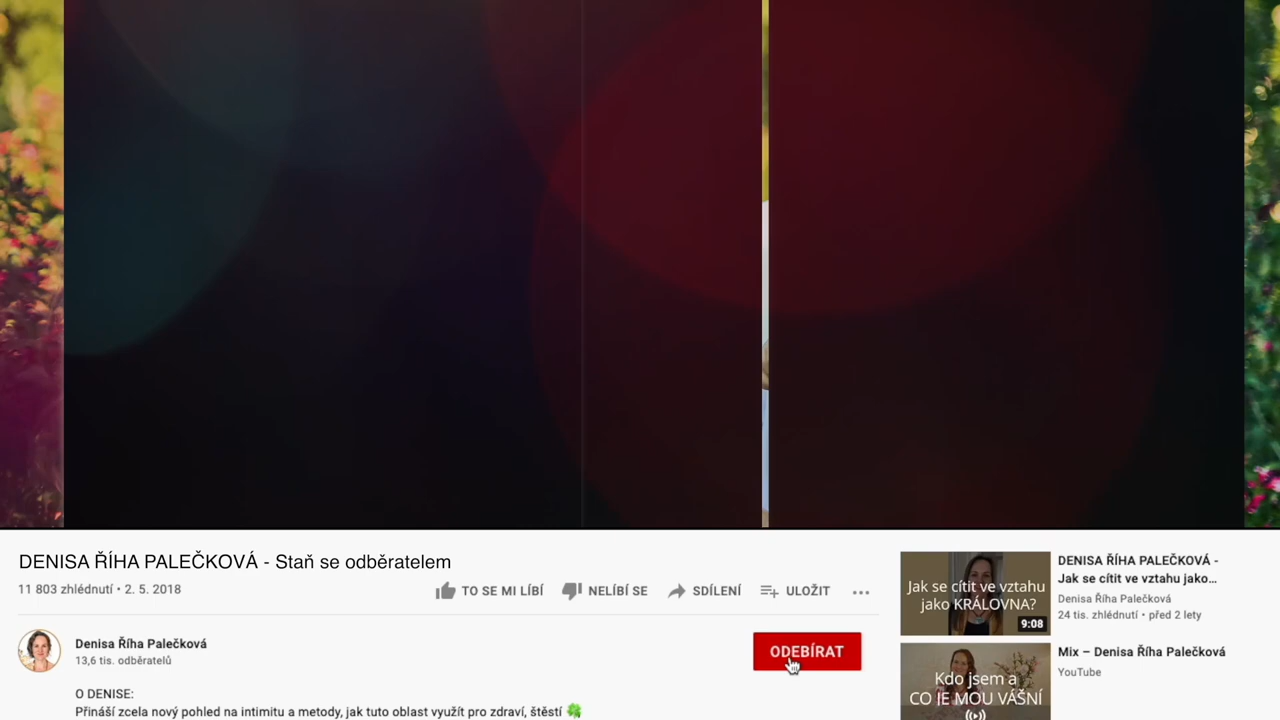 DENISA ŘÍHA PALEČKOVÁ - Staň se odběratelem
11 803 zhlédnutí • 2. 5. 2018
TO SE MI LÍBÍ
NELÍBÍ SE
SDÍLENÍ
ULOŽIT
Denisa Říha Palečková
13,6 tis. odběratelů
ODEBÍRAT
O DENISE:
Přináší zcela nový pohled na intimitu a metody, jak tuto oblast využít pro zdraví, štěstí 🍀
Jak se cítit ve vztahu
jako KRÁLOVNA?
9:08
DENISA ŘÍHA PALEČKOVÁ -
Jak se cítit ve vztahu jako…
Denisa Říha Palečková
24 tis. zhlédnutí • před 2 lety
Kdo jsem a
CO JE MOU VÁŠNÍ
Mix – Denisa Říha Palečková
YouTube